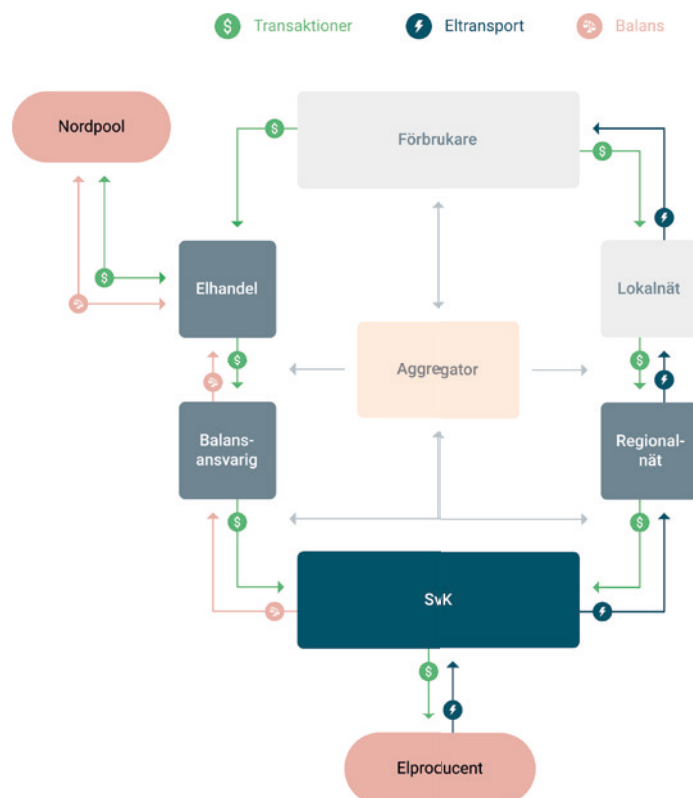 Transaktioner
Eltransport
Balans
Nordpool
Förbrukare
Elhandel
Lokalnät
Aggregator
Balans-
ansvarig
Regional-
nät
SvK
Elproducent